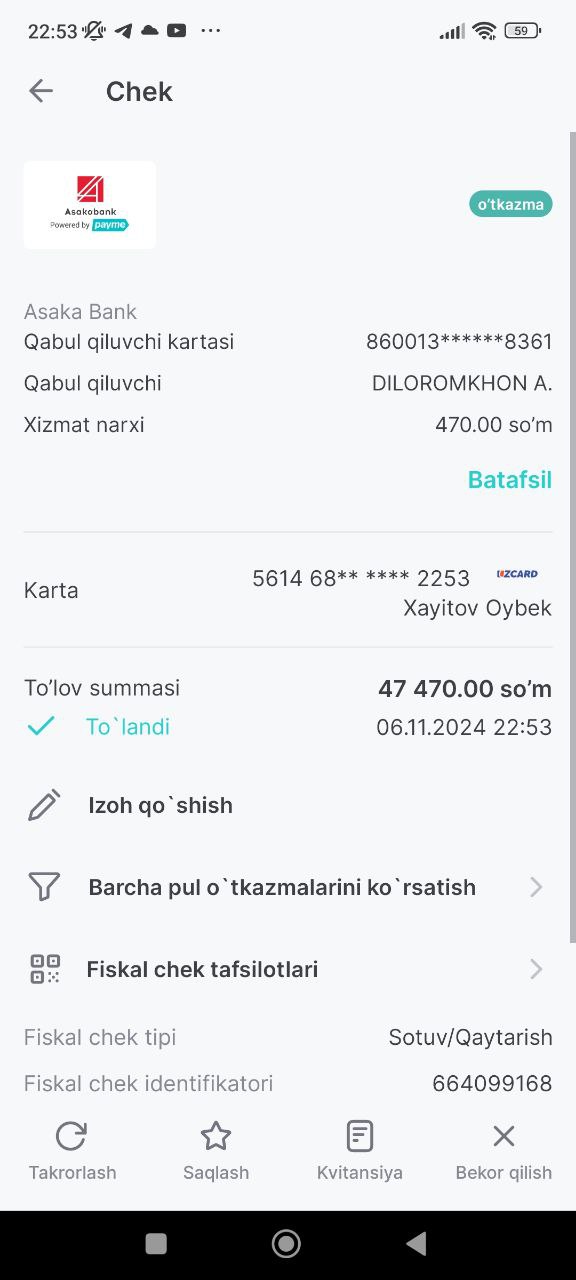 22:53
59
Chek
Asakobank
Powered by payme
o'tkazma
Asaka Bank
Qabul qiluvchi kartasi 860013******8361
Qabul qiluvchi DILOROMKHON A.
Xizmat narxi 470.00 so'm
Batafsil
Karta 5614 68** **** 2253 UZCARD
Xayitov Oybek
To'lov summasi 47 470.00 so'm
To`landi 06.11.2024 22:53
Izoh qo`shish
Barcha pul o`tkazmalarini ko`rsatish
Fiskal chek tafsilotlari
Fiskal chek tipi Sotuv/Qaytarish
Fiskal chek identifikatori 664099168
Takrorlash Saqlash Kvitansiya Bekor qilish